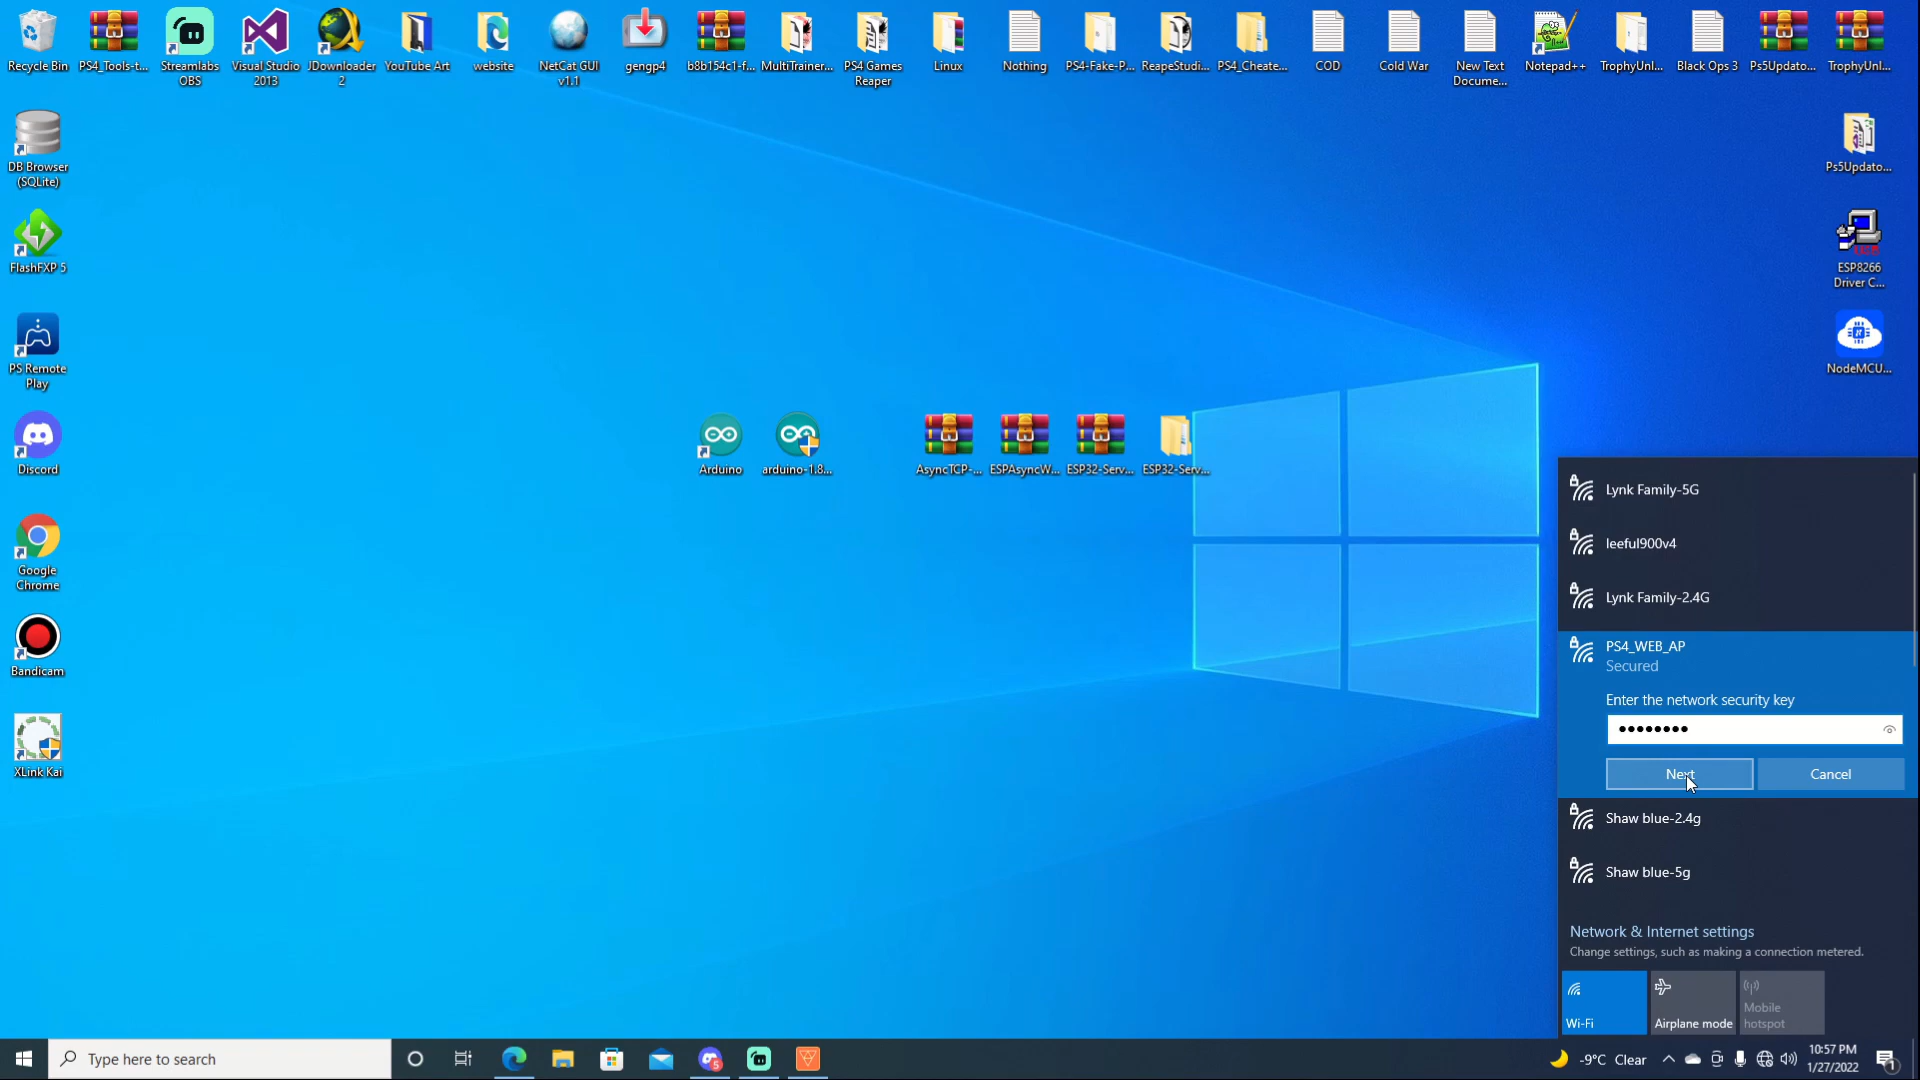 Recycle Bin
PS4_Tools-t...
Streamlabs
OBS
Visual Studio
2013
JDownloader
2
YouTube Art
website
NetCat GUI
v1.1
gengp4
b8b154c1-f...
MultiTrainer...
PS4 Games
Reaper
Linux
Nothing
PS4-Fake-P...
ReapeStudi...
PS4_Cheate...
COD
Cold War
New Text
Docume...
Notepad++
TrophyUnl...
Black Ops 3
Ps5Updato...
TrophyUnl...
DB Browser
(SQLite)
Ps5Updato...
FlashFXP 5
ESP8266
Driver C...
PS Remote
Play
NodeMCU...
Discord
Arduino
arduino-1.8...
AsyncTCP-...
ESPAsyncW...
ESP32-Serv...
ESP32-Serv...
Google
Chrome
Bandicam
XLink Kai
Lynk Family-5G
leeful900v4
Lynk Family-2.4G
PS4_WEB_AP
Secured
Enter the network security key
●●●●●●●●
Next
Cancel
Shaw blue-2.4g
Shaw blue-5g
Network & Internet settings
Change settings, such as making a connection metered.
Wi-Fi
Airplane mode
Mobile
hotspot
Type here to search
5
-9°C Clear
10:57 PM
1/27/2022
1